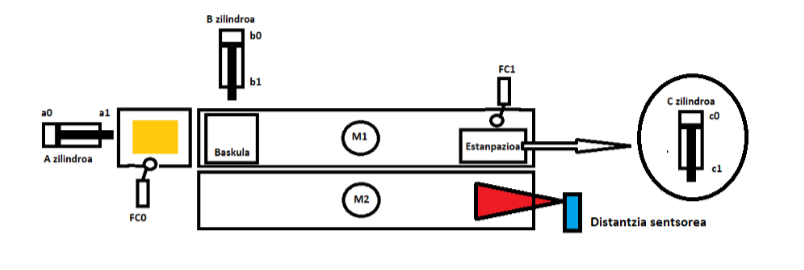 B zilindroa
b0
b1
a0
a1
A zilindroa
FC0
Baskula
M1
FC1
Estanpazioa
C zilindroa
c0
c1
M2
Distantzia sentsorea